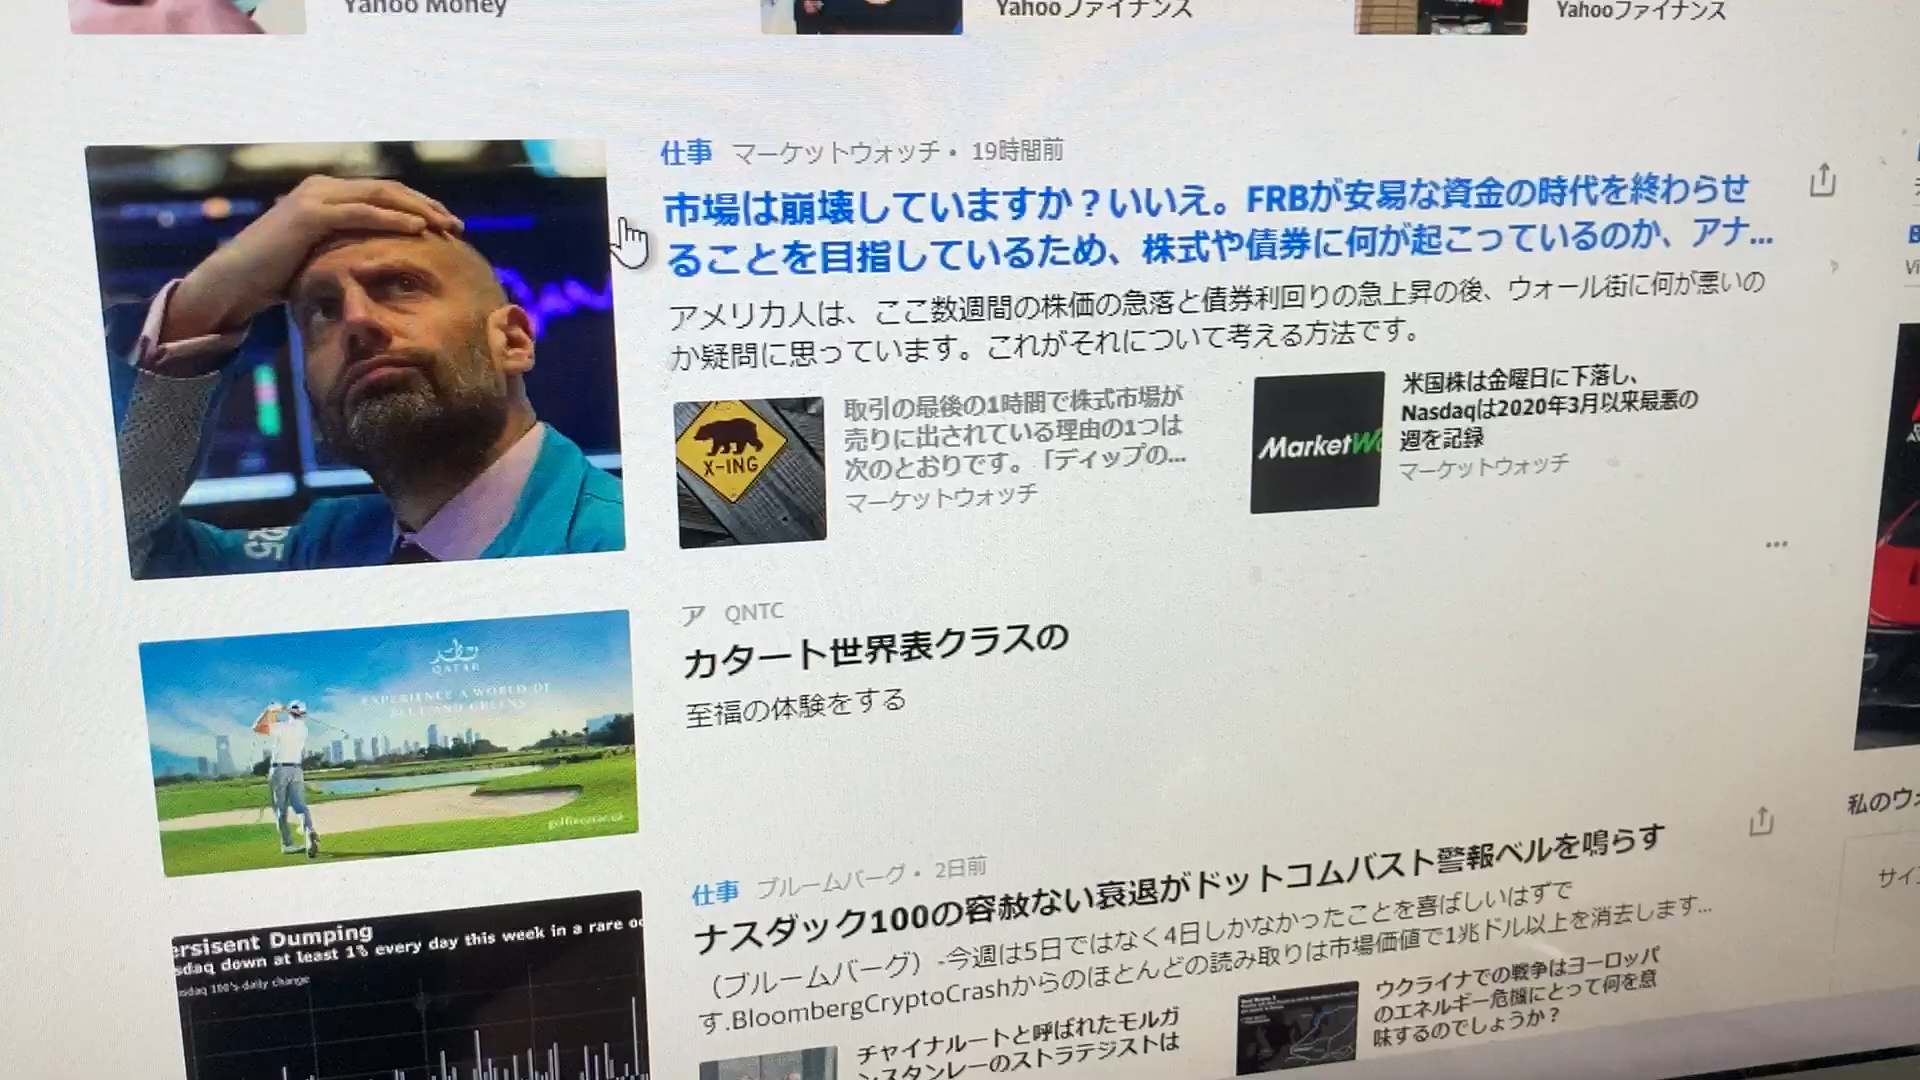 Yahoo Money
Yahooファイナンス
Yahooファイナンス
仕事 マーケットウォッチ・ 19時間前
市場は崩壊していますか？いいえ。FRBが安易な資金の時代を終わらせ
ることを目指しているため、株式や債券に何が起こっているのか、アナ...
アメリカ人は、ここ数週間の株価の急落と債券利回りの急上昇の後、ウォール街に何が悪いの
か疑問に思っています。これがそれについて考える方法です。
X-ING
取引の最後の1時間で株式市場が
売りに出されている理由の1つは
次のとおりです。「ディップの...
マーケットウォッチ
MarketW
米国株は金曜日に下落し、
Nasdaqは2020年3月以来最悪の
週を記録
マーケットウォッチ
ア QNTC
カタート世界表クラスの
至福の体験をする
QATAR
EXPERIENCE A WORLD OF
BLUE AND GREENS
仕事 ブルームバーグ・ 2日前
ナスダック100の容赦ない衰退がドットコムバスト警報ベルを鳴らす
（ブルームバーグ）-今週は5日ではなく4日しかなかったことを喜ばしいはずで
す.BloombergCryptoCrashからのほとんどの読み取りは市場価値で1兆ドル以上を消去します...
ersisent Dumping
sdaq down at least 1% every day this week in a rare oc
sdaq 100's daily change
チャイナルートと呼ばれたモルガ
ンスタンレーのストラテジストは
ウクライナでの戦争はヨーロッパ
のエネルギー危機にとって何を意
味するのでしょうか？
私のウォ
サイ